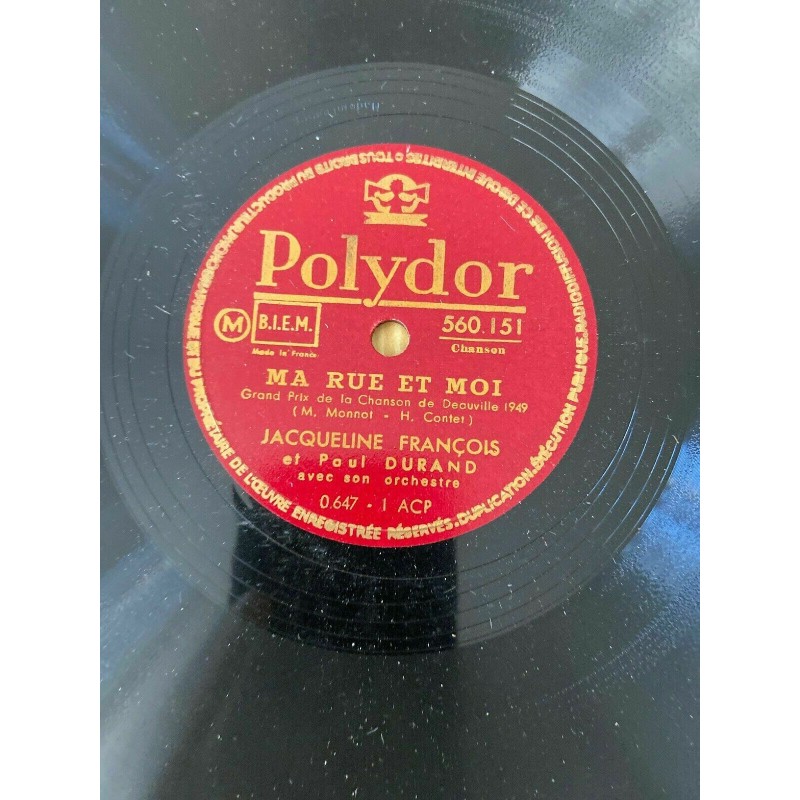 Polydor
M
B.I.E.M.
Made in France
560.151
Chanson
MA RUE ET MOI
Grand Prix de la Chanson de Deauville 1949
( M. Monnot - H. Contet )
JACQUELINE FRANÇOIS
et Paul DURAND
avec son orchestre
0.647 - 1 ACP
TOUS DROITS DU PRODUCTEUR PHONOGRAPHIQUE ET DU PROPRIÉTAIRE DE L'ŒUVRE ENREGISTRÉE RÉSERVÉS. DUPLICATION. EXÉCUTION PUBLIQUE. RADIODIFFUSION DE CE DISQUE INTERDITES